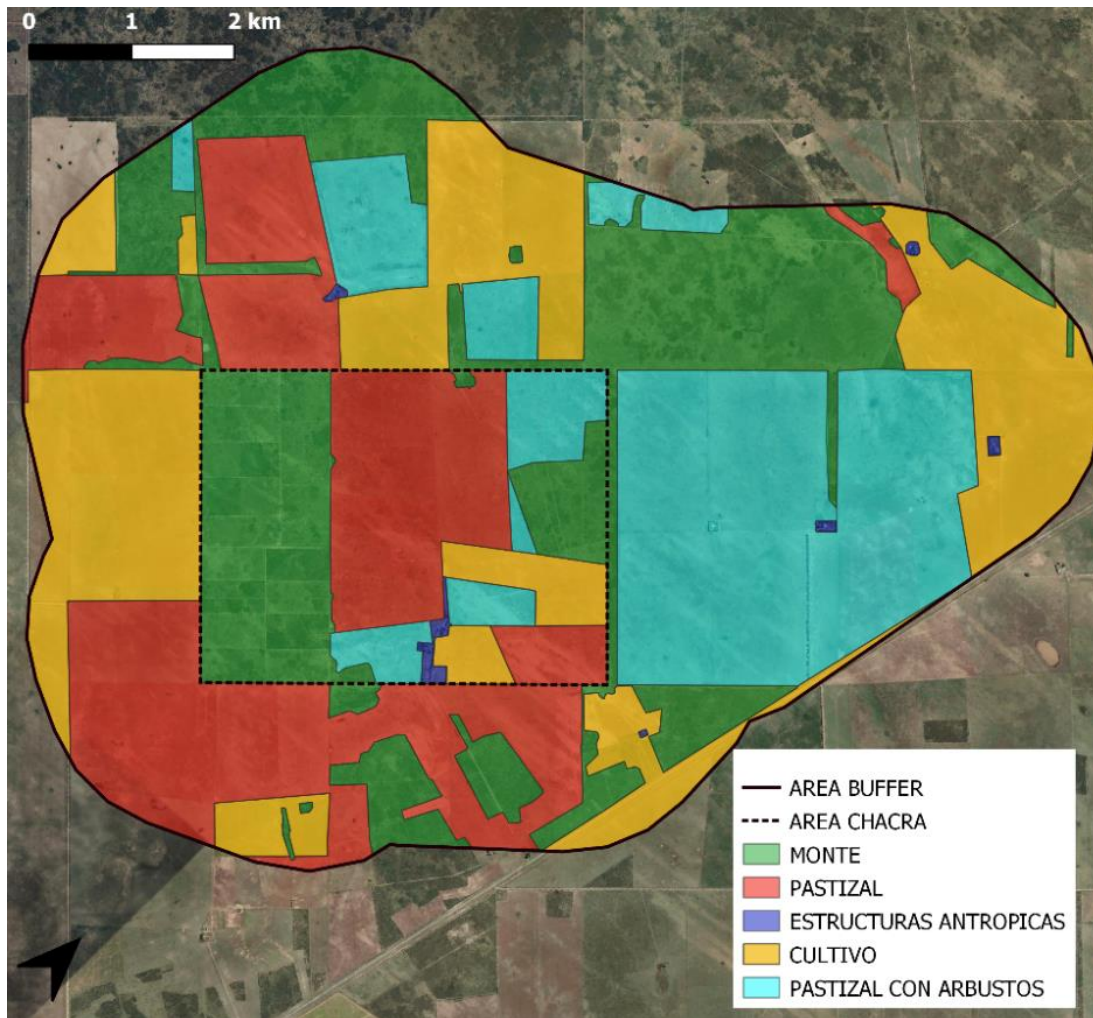 0 1 2 km
AREA BUFFER
AREA CHACRA
MONTE
PASTIZAL
ESTRUCTURAS ANTROPICAS
CULTIVO
PASTIZAL CON ARBUSTOS